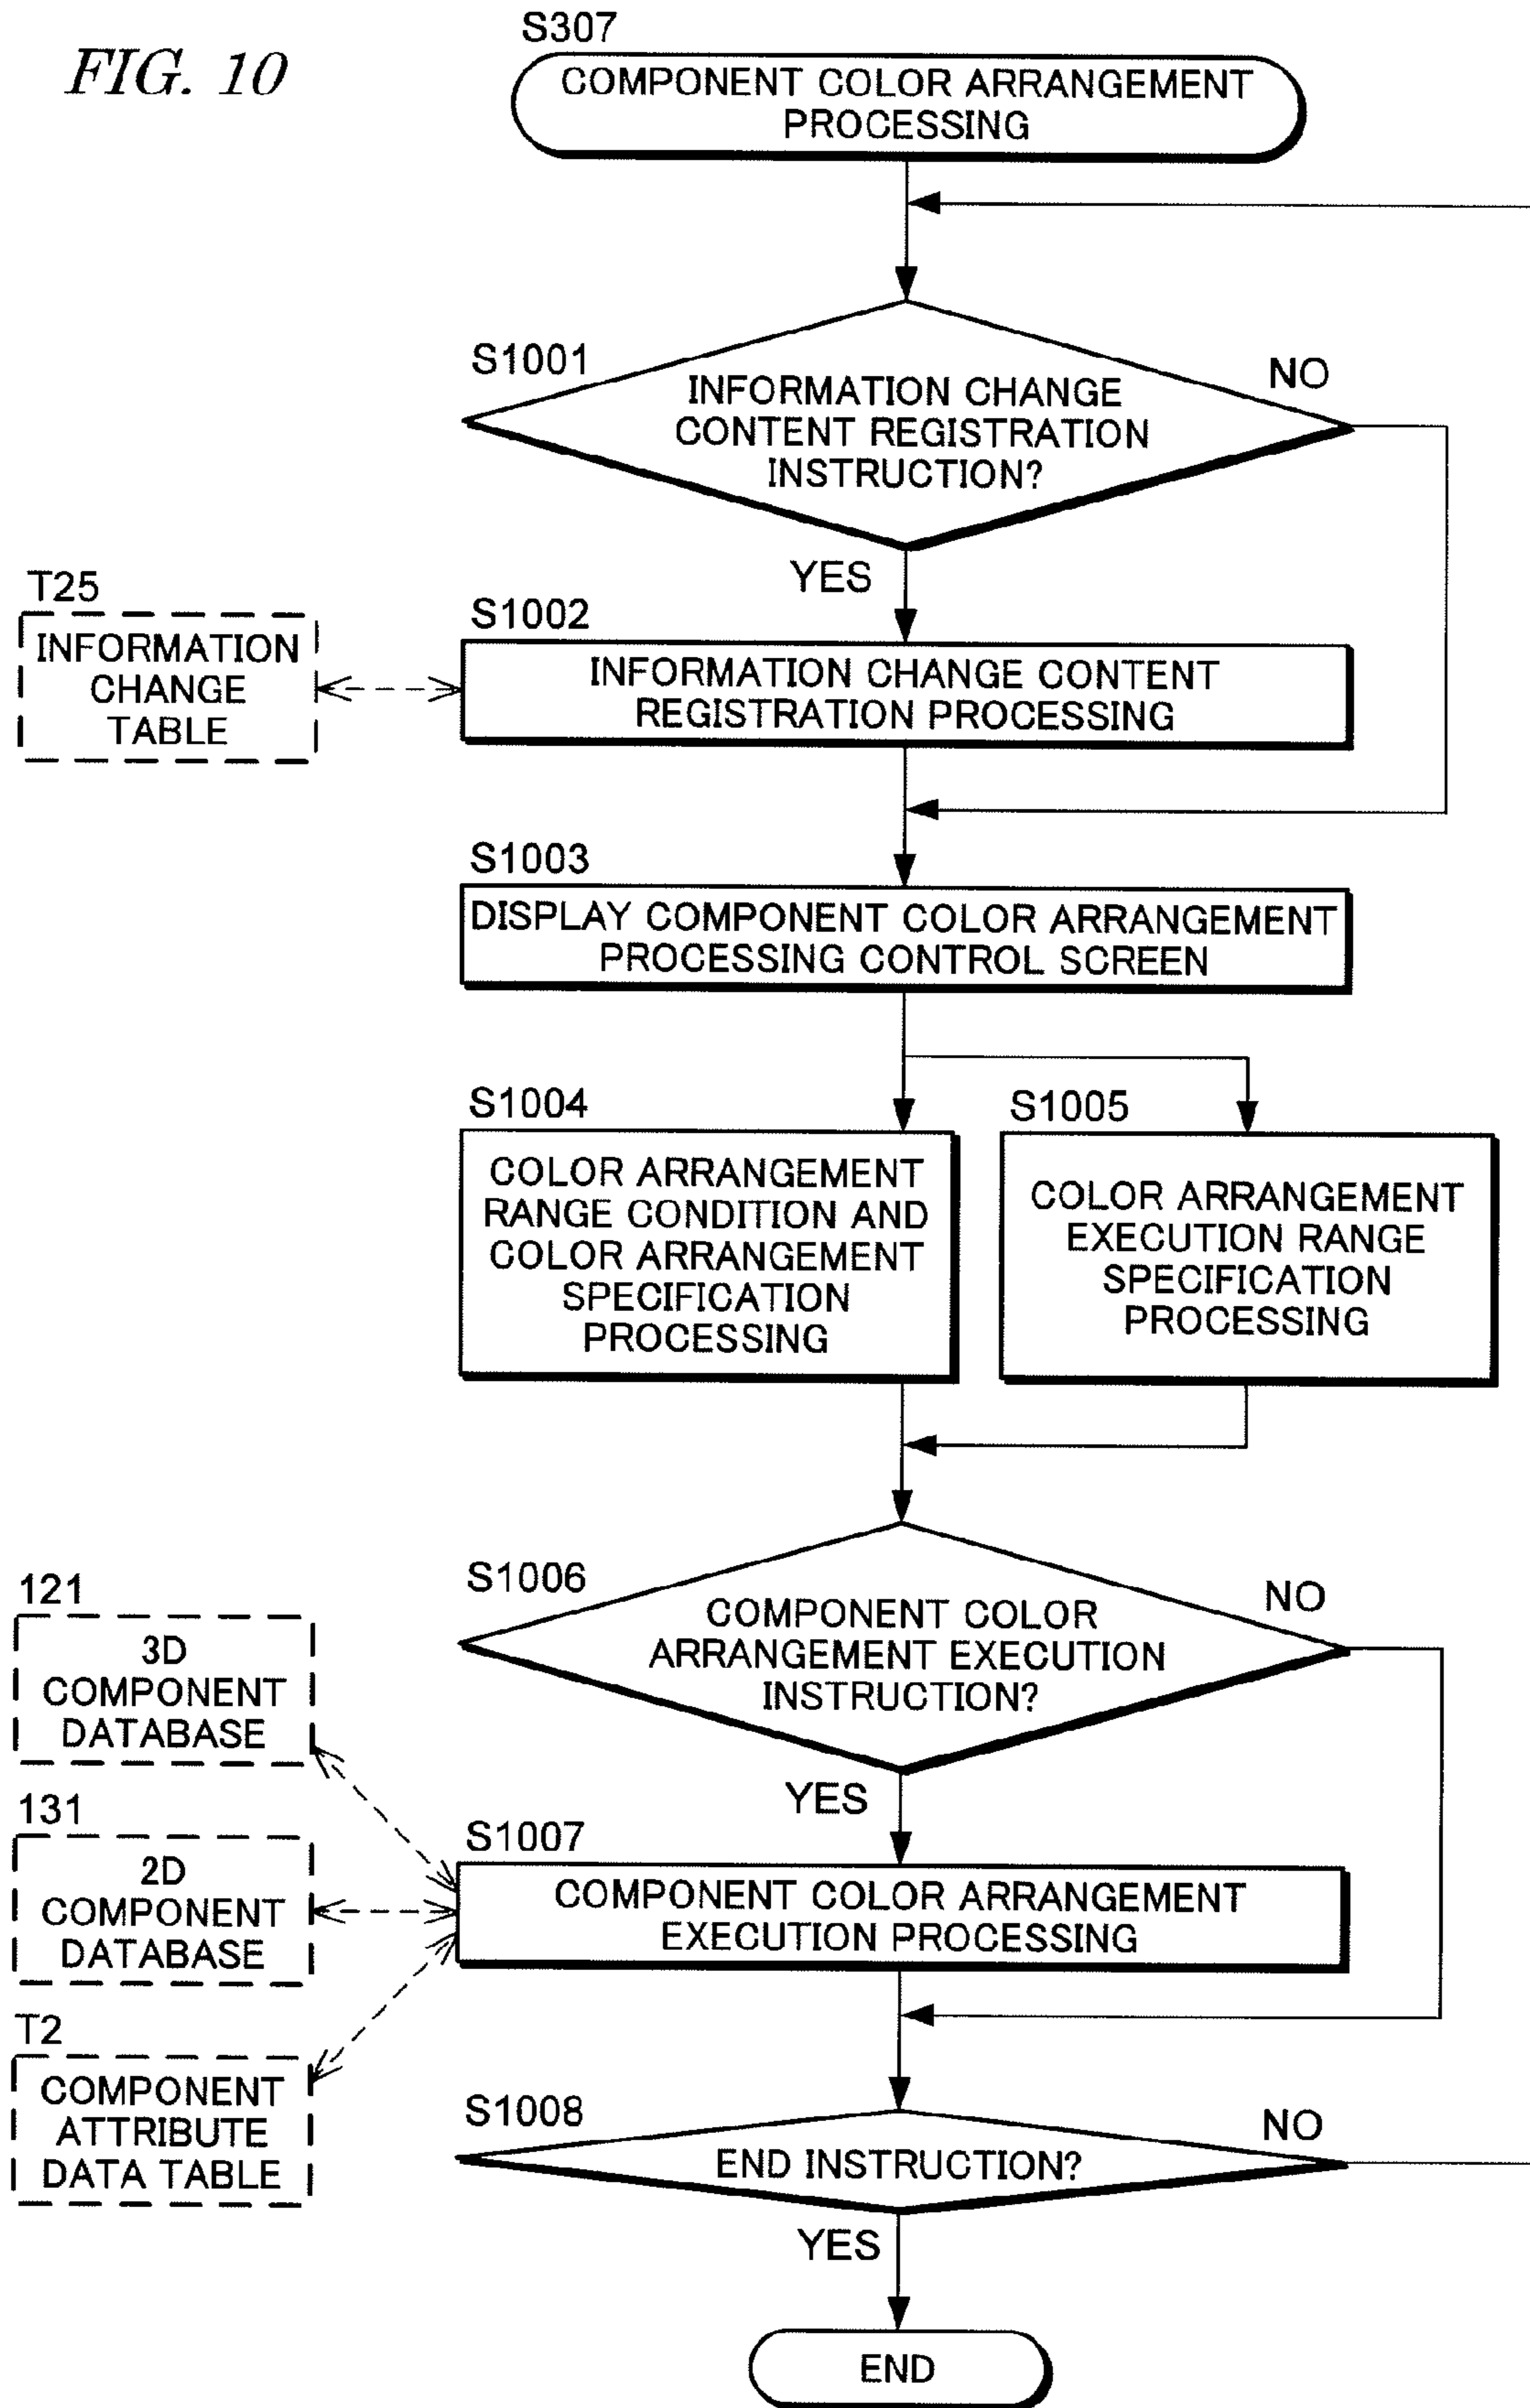 FIG. 10
S307
COMPONENT COLOR ARRANGEMENT
PROCESSING
S1001
INFORMATION CHANGE
CONTENT REGISTRATION
INSTRUCTION?
NO
YES
T25
INFORMATION
CHANGE
TABLE
S1002
INFORMATION CHANGE CONTENT
REGISTRATION PROCESSING
S1003
DISPLAY COMPONENT COLOR ARRANGEMENT
PROCESSING CONTROL SCREEN
S1004
COLOR ARRANGEMENT
RANGE CONDITION AND
COLOR ARRANGEMENT
SPECIFICATION
PROCESSING
S1005
COLOR ARRANGEMENT
EXECUTION RANGE
SPECIFICATION
PROCESSING
S1006
COMPONENT COLOR
ARRANGEMENT EXECUTION
INSTRUCTION?
NO
YES
121
3D
COMPONENT
DATABASE
131
2D
COMPONENT
DATABASE
S1007
COMPONENT COLOR ARRANGEMENT
EXECUTION PROCESSING
T2
COMPONENT
ATTRIBUTE
DATA TABLE
S1008
END INSTRUCTION?
NO
YES
END